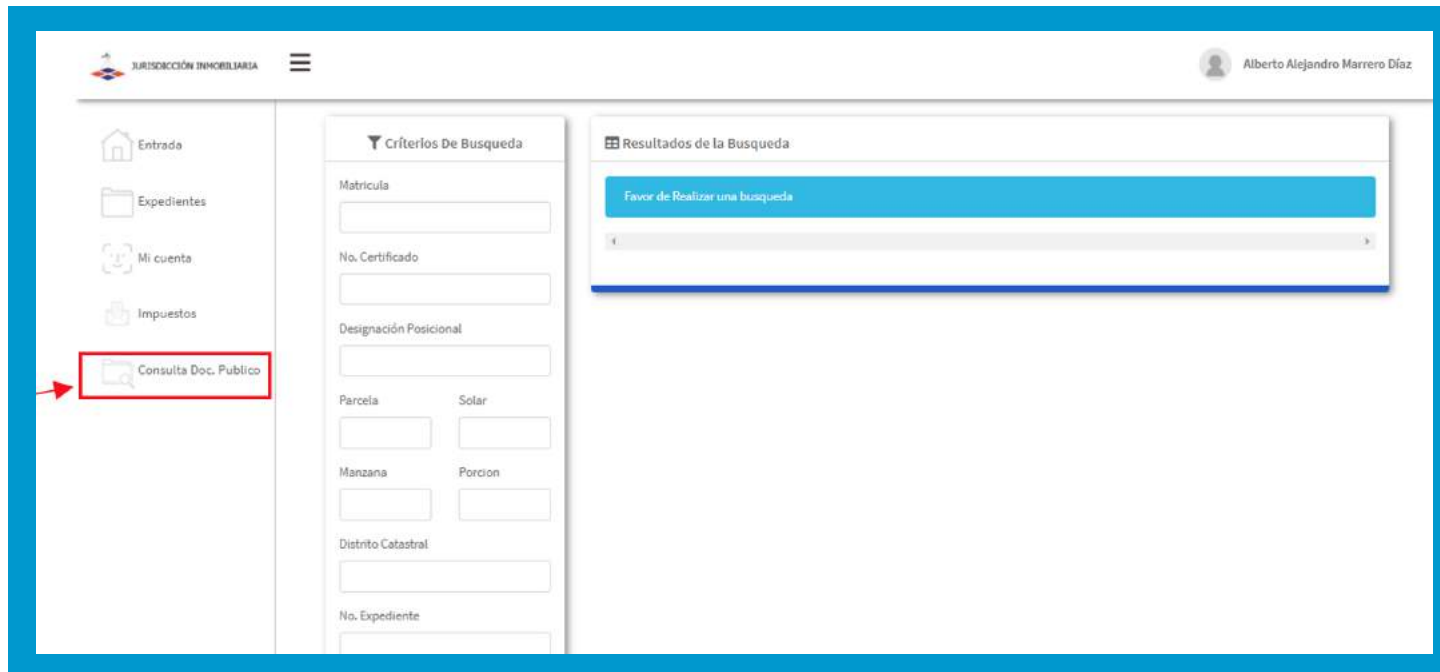 JURISDICCIÓN INMOBILIARIA
Alberto Alejandro Marrero Díaz
Entrada
Expedientes
Mi cuenta
Impuestos
Consulta Doc. Publico
Críterios De Busqueda
Matricula
No. Certificado
Designación Posicional
Parcela Solar
Manzana Porcion
Distrito Catastral
No. Expediente
Resultados de la Busqueda
Favor de Realizar una busqueda